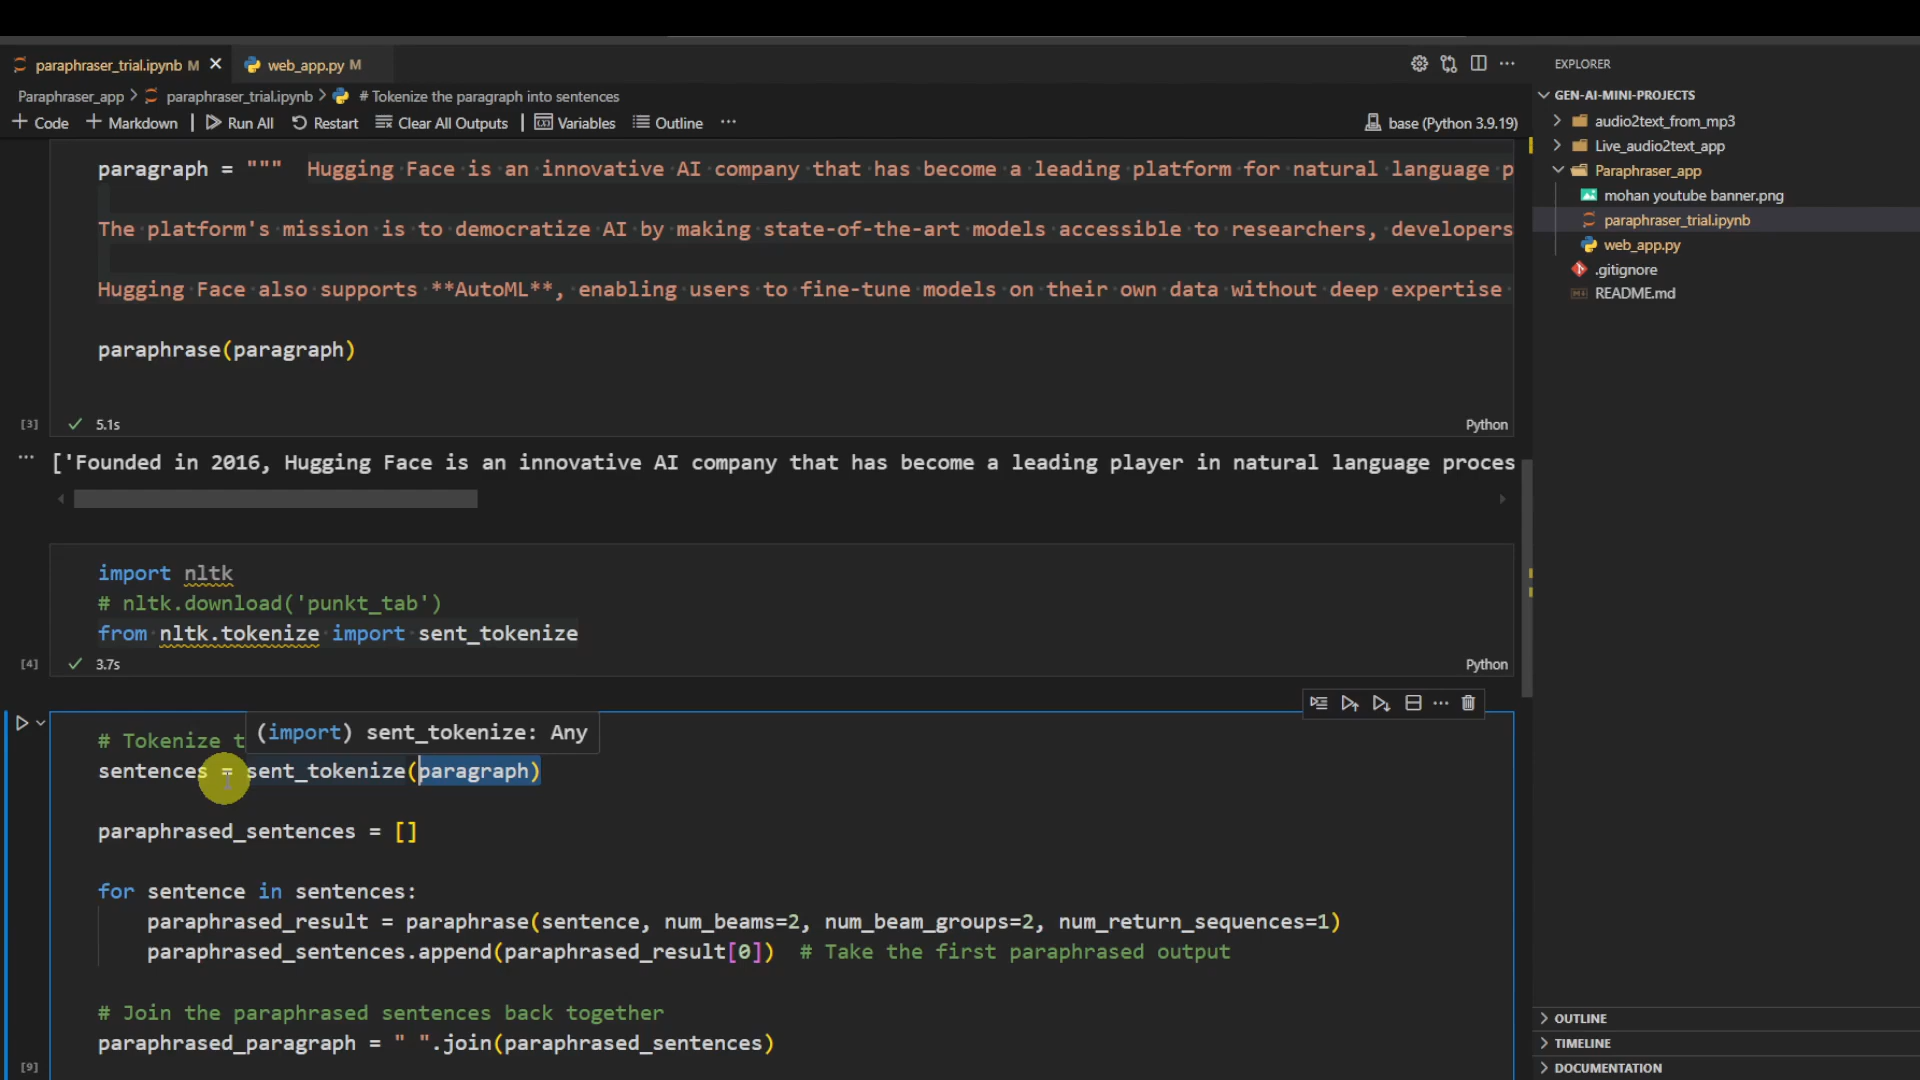 paraphraser_trial.ipynb M
web_app.py M
EXPLORER
Paraphraser_app > paraphraser_trial.ipynb > # Tokenize the paragraph into sentences
+ Code + Markdown | Run All Restart Clear All Outputs | Variables Outline ...
base (Python 3.9.19)
GEN-AI-MINI-PROJECTS
audio2text_from_mp3
Live_audio2text_app
Paraphraser_app
mohan youtube banner.png
paraphraser_trial.ipynb
web_app.py
.gitignore
README.md
paragraph = """  Hugging Face is an innovative AI company that has become a leading platform for natural language p
The platform's mission is to democratize AI by making state-of-the-art models accessible to researchers, developers
Hugging Face also supports **AutoML**, enabling users to fine-tune models on their own data without deep expertise
paraphrase(paragraph)
[3] 5.1s Python
['Founded in 2016, Hugging Face is an innovative AI company that has become a leading player in natural language proces
import nltk
# nltk.download('punkt_tab')
from nltk.tokenize import sent_tokenize
[4] 3.7s Python
# Tokenize t
(import) sent_tokenize: Any
sentences = sent_tokenize(paragraph)
paraphrased_sentences = []
for sentence in sentences:
paraphrased_result = paraphrase(sentence, num_beams=2, num_beam_groups=2, num_return_sequences=1)
paraphrased_sentences.append(paraphrased_result[0])  # Take the first paraphrased output
# Join the paraphrased sentences back together
paraphrased_paragraph = " ".join(paraphrased_sentences)
[9]
OUTLINE
TIMELINE
DOCUMENTATION